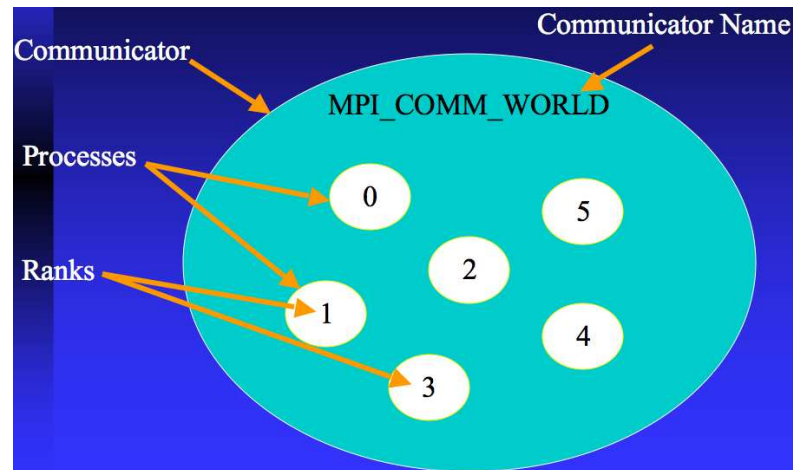 Communicator Name
Communicator
MPI_COMM_WORLD
Processes
0
5
2
Ranks
1
4
3